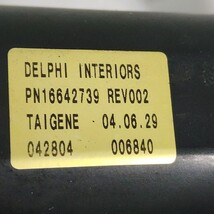 DELPHI INTERIORS
PN16642739 REV002
TAIGENE 04.06.29
042804 006840